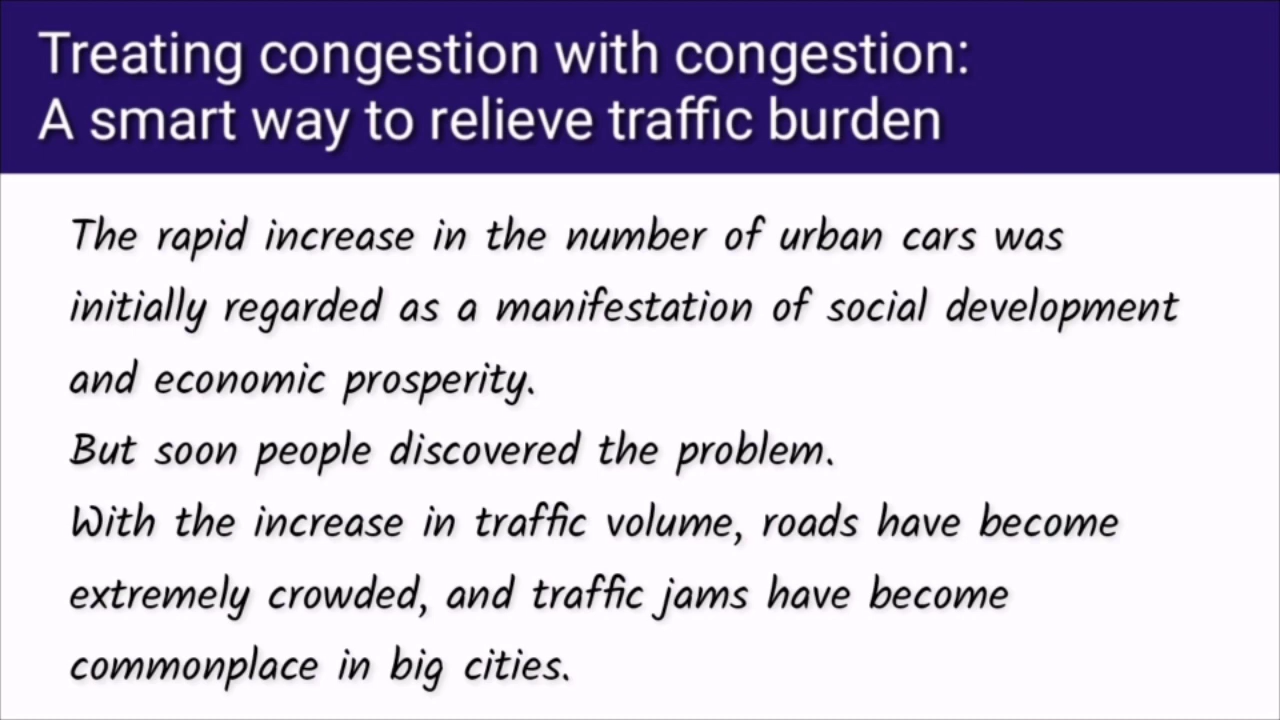 Treating congestion with congestion:
A smart way to relieve traffic burden
The rapid increase in the number of urban cars was
initially regarded as a manifestation of social development
and economic prosperity.
But soon people discovered the problem.
With the increase in traffic volume, roads have become
extremely crowded, and traffic jams have become
commonplace in big cities.